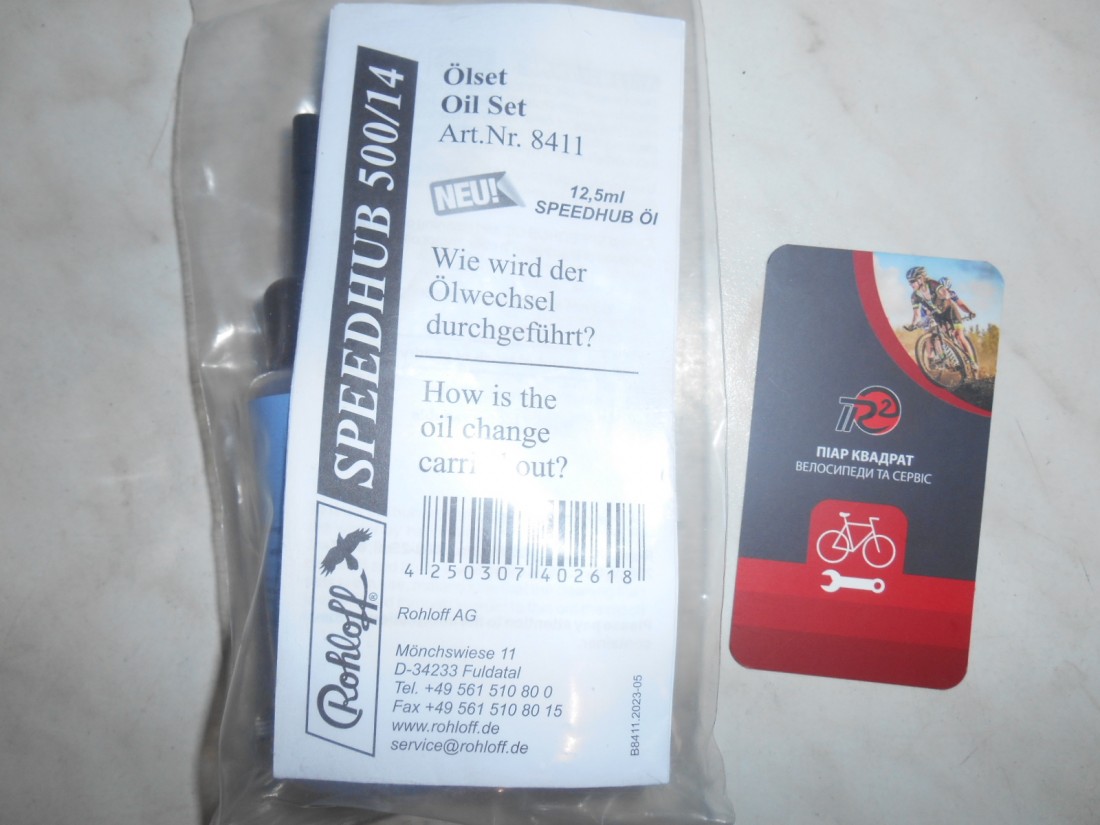 SPEEDHUB 500/14
Rohloff®
Ölset
Oil Set
Art.Nr. 8411
NEU!
12,5ml
SPEEDHUB Öl
Wie wird der
Ölwechsel
durchgeführt?
How is the
oil change
carried out?
4 250307 402618
Rohloff AG
Mönchswiese 11
D-34233 Fuldatal
Tel. +49 561 510 80 0
Fax +49 561 510 80 15
www.rohloff.de
service@rohloff.de
B8411.2023-05
ПІАР КВАДРАТ
ВЕЛОСИПЕДИ ТА СЕРВІС